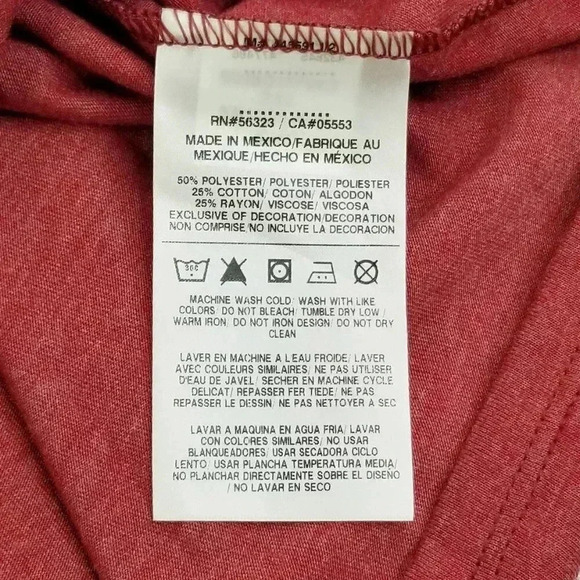 RN#56323 / CA#05553
MADE IN MEXICO/FABRIQUE AU
MEXIQUE/HECHO EN MÉXICO
50% POLYESTER/ POLYESTER/ POLIESTER
25% COTTON/ COTON/ ALGODON
25% RAYON/ VISCOSE/ VISCOSA
EXCLUSIVE OF DECORATION/DECORATION
NON COMPRISE/NO INCLUYE LA DECORACION
30C
MACHINE WASH COLD/ WASH WITH LIKE
COLORS/ DO NOT BLEACH/ TUMBLE DRY LOW /
WARM IRON/ DO NOT IRON DESIGN/ DO NOT DRY
CLEAN
LAVER EN MACHINE A L EAU FROIDE/ LAVER
AVEC COULEURS SIMILAIRES/ NE PAS UTILISER
D'EAU DE JAVEL/ SECHER EN MACHINE CYCLE
DELICAT/ REPASSER FER TIEDE/ NE PAS
REPASSER LE DESSIN/ NE PAS NETTOYER A SEC
LAVAR A MAQUINA EN AGUA FRIA/ LAVAR
CON COLORES SIMILARES/ NO USAR
BLANQUEADORES/ USAR SECADORA CICLO
LENTO/ USAR PLANCHA TEMPERATURA MEDIA/
NO PLANCHAR DIRECTAMENTE SOBRE EL DISEÑO
/ NO LAVAR EN SECO